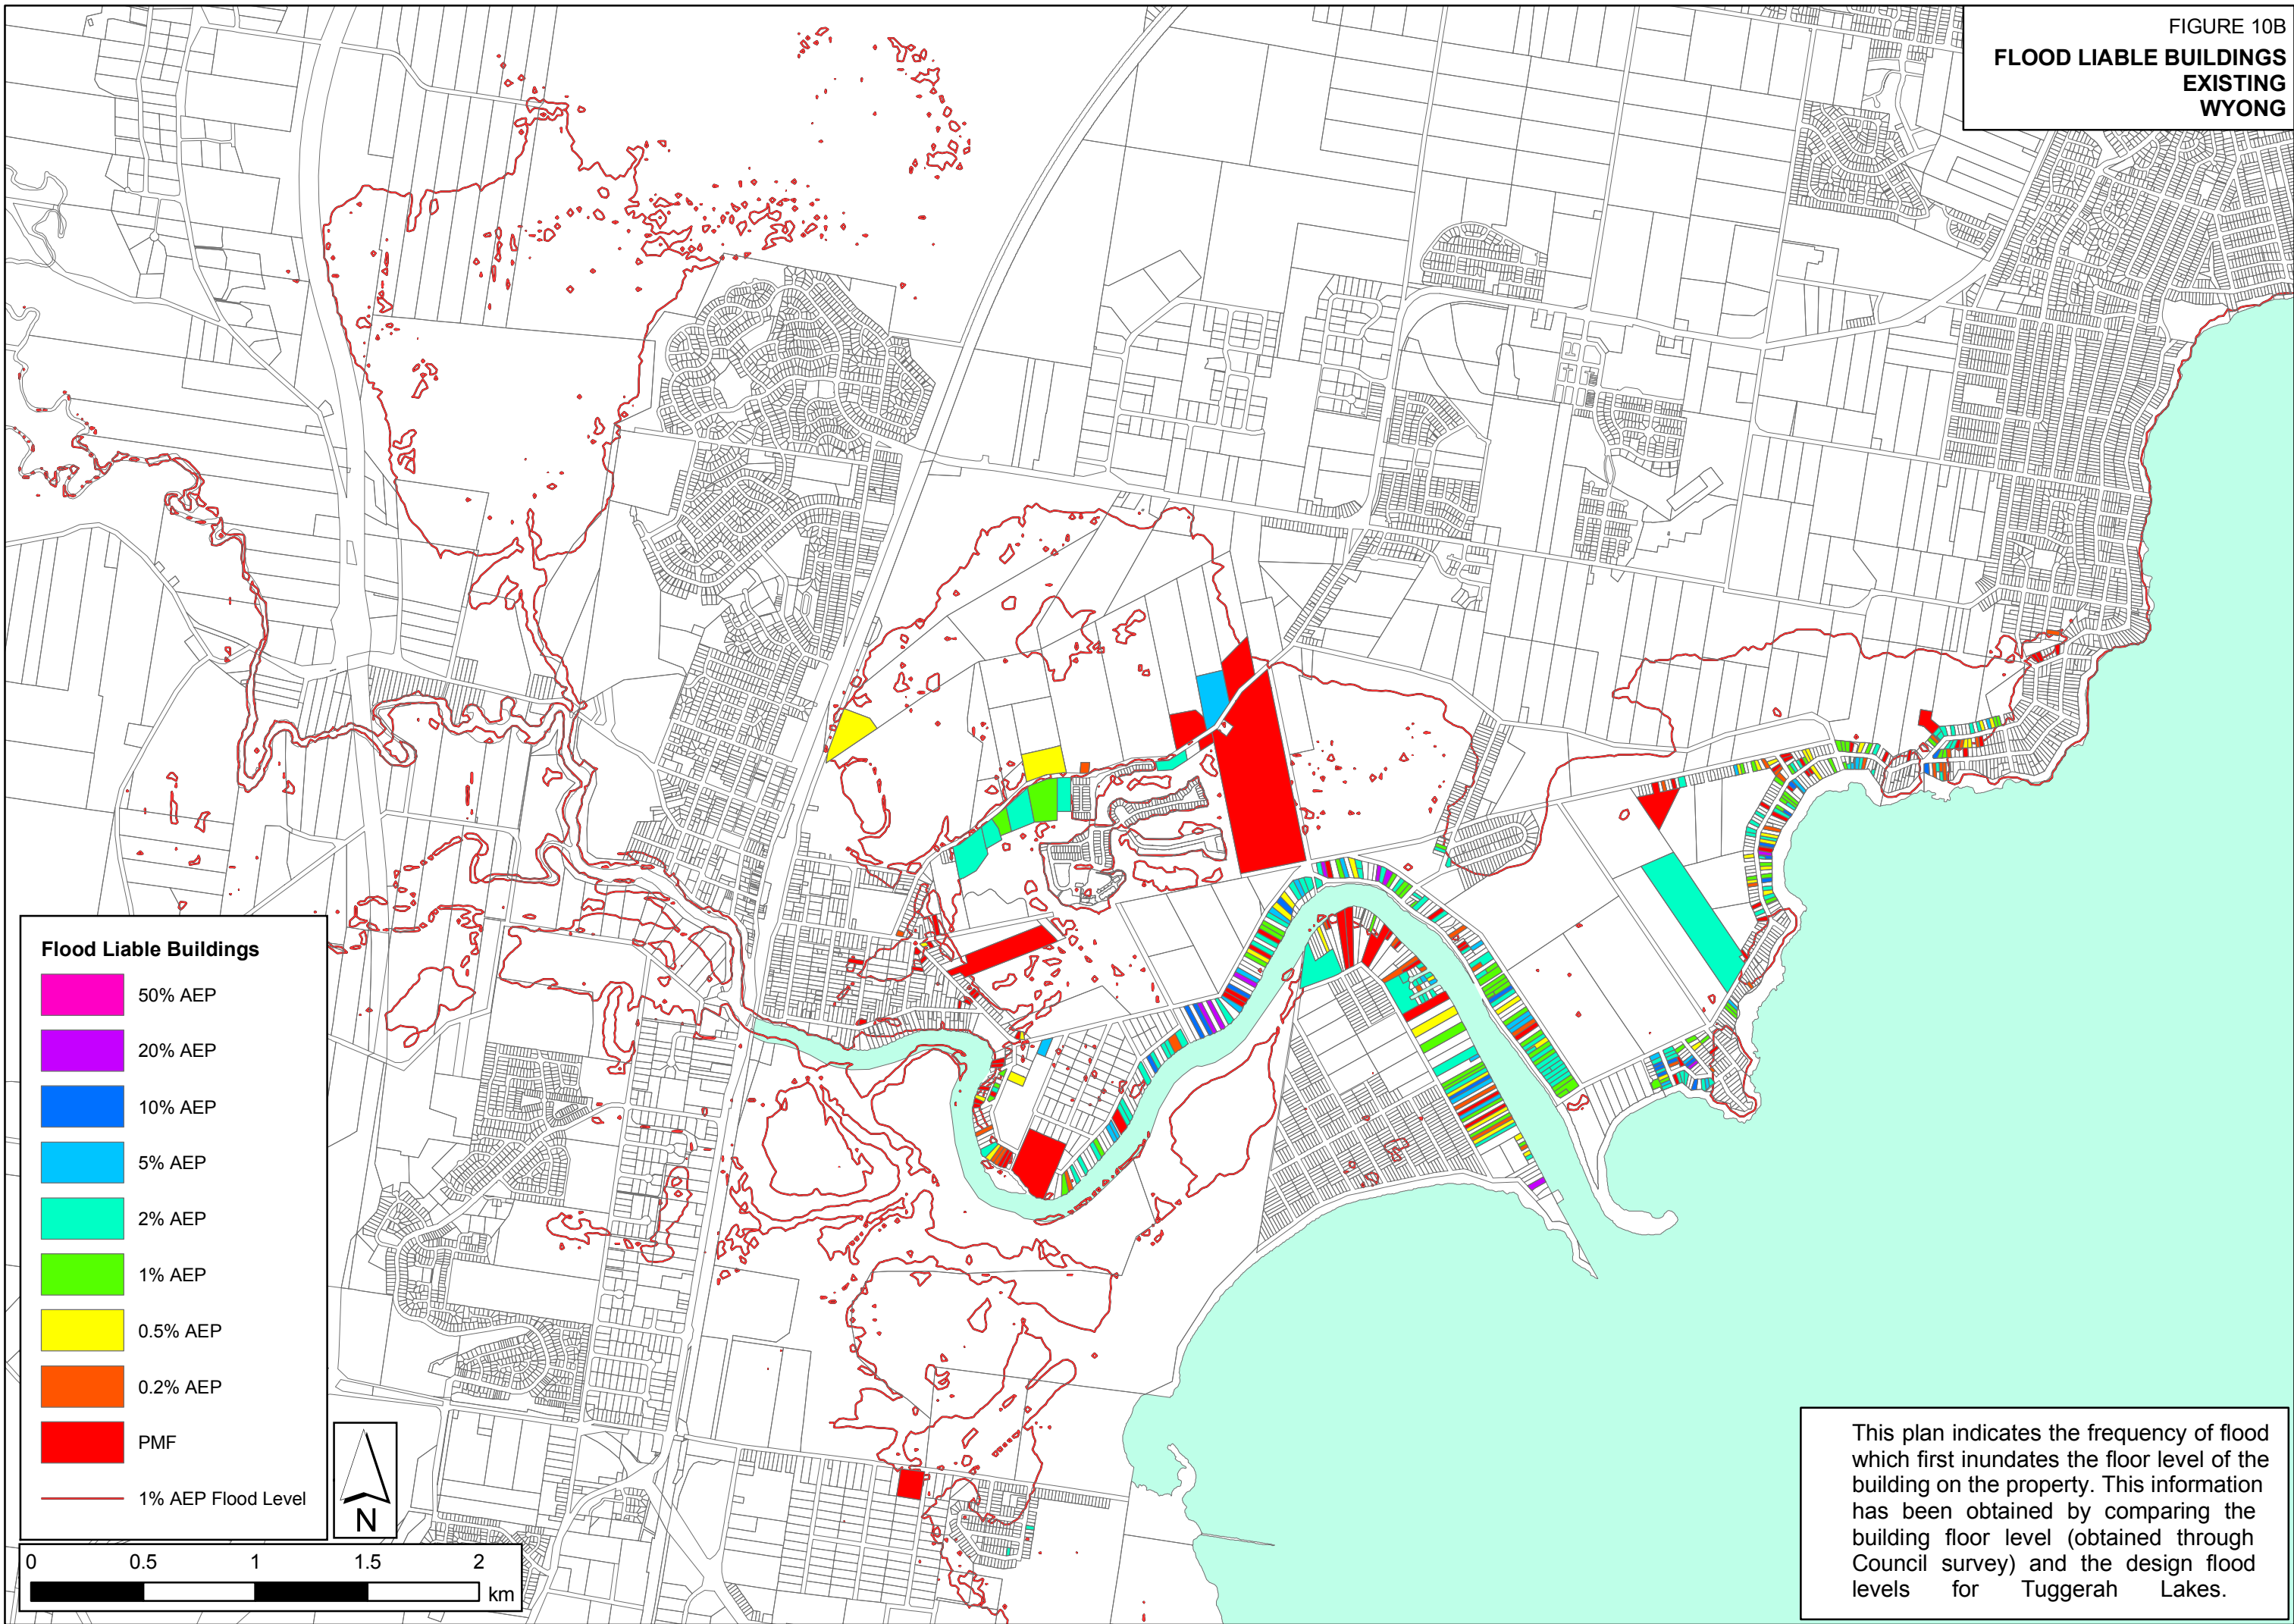 FIGURE 10B
FLOOD LIABLE BUILDINGS
EXISTING
WYONG
Flood Liable Buildings
50% AEP
20% AEP
10% AEP
5% AEP
2% AEP
1% AEP
0.5% AEP
0.2% AEP
PMF
1% AEP Flood Level
N
0 0.5 1 1.5 2
km
This plan indicates the frequency of flood
which first inundates the floor level of the
building on the property. This information
has been obtained by comparing the
building floor level (obtained through
Council survey) and the design flood
levels for Tuggerah Lakes.